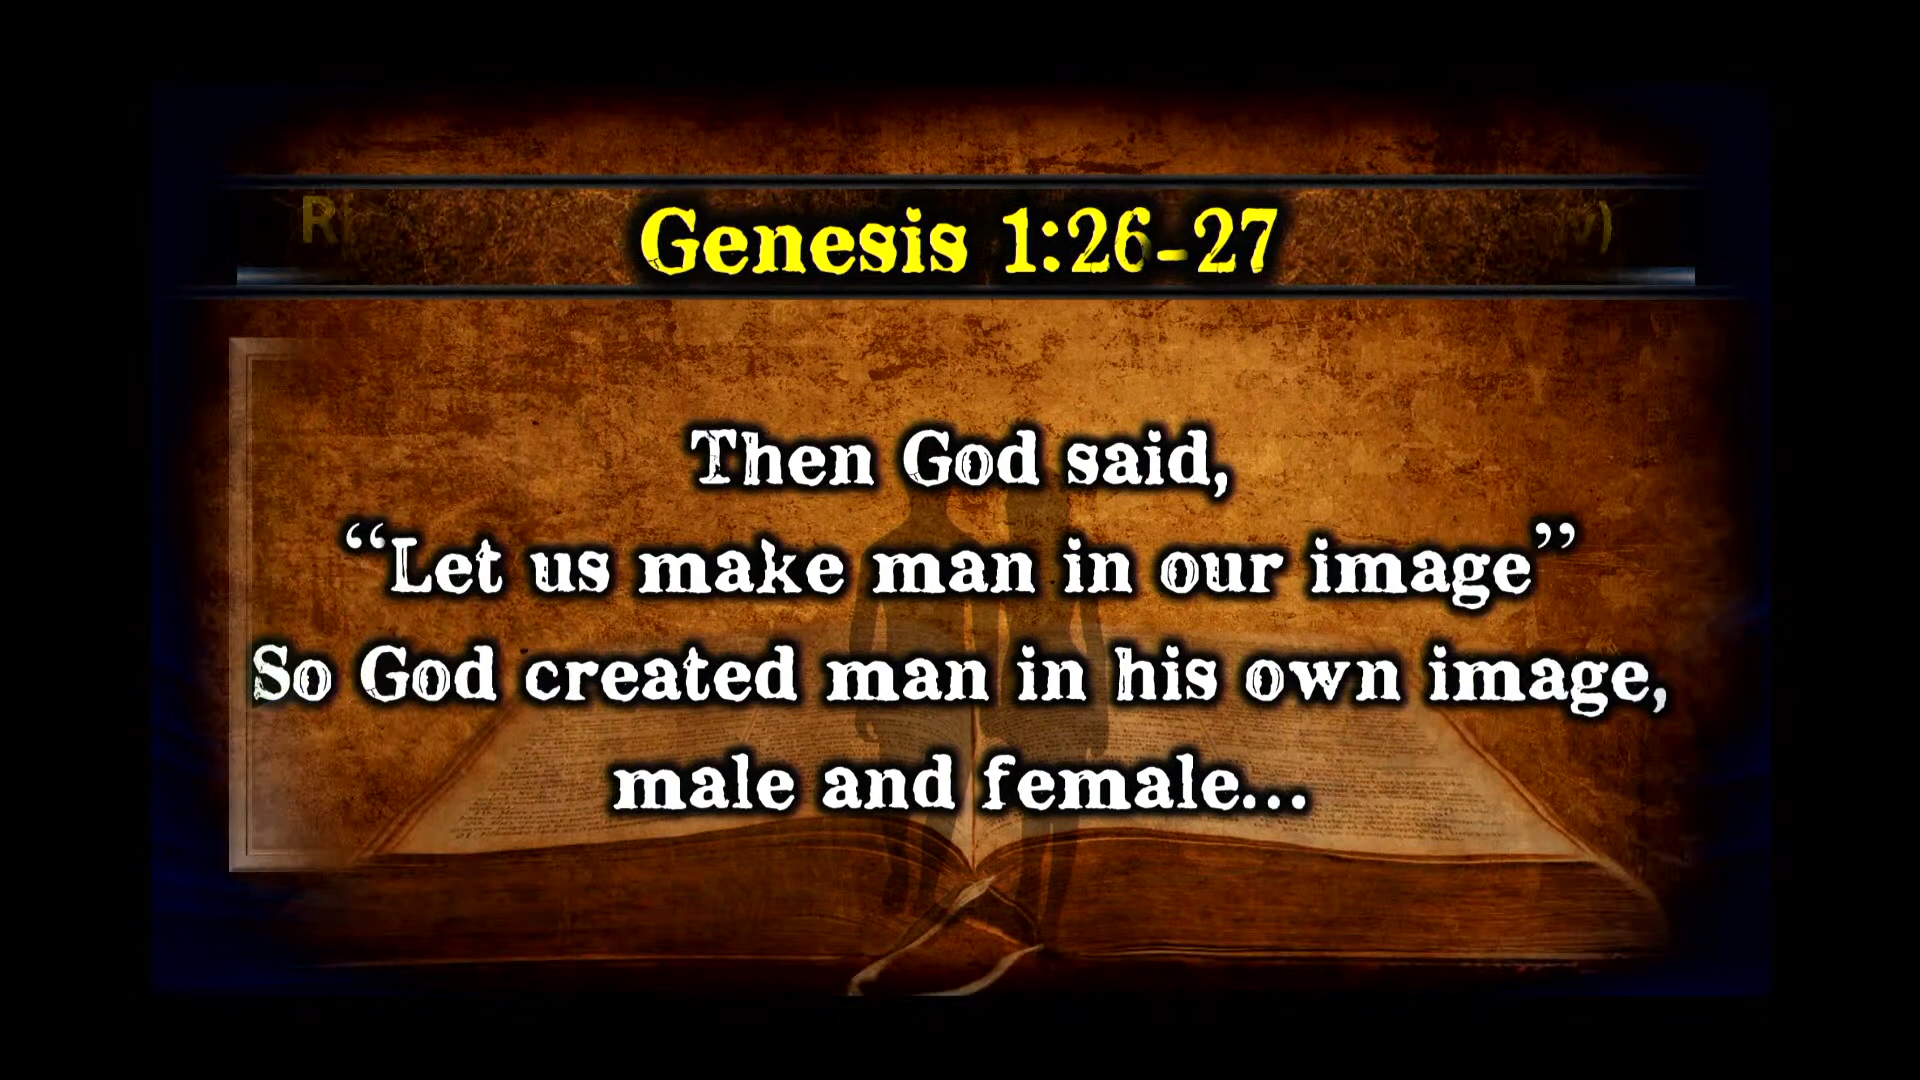 Genesis 1:26-27
Then God said,
“Let us make man in our image”
So God created man in his own image,
male and female...